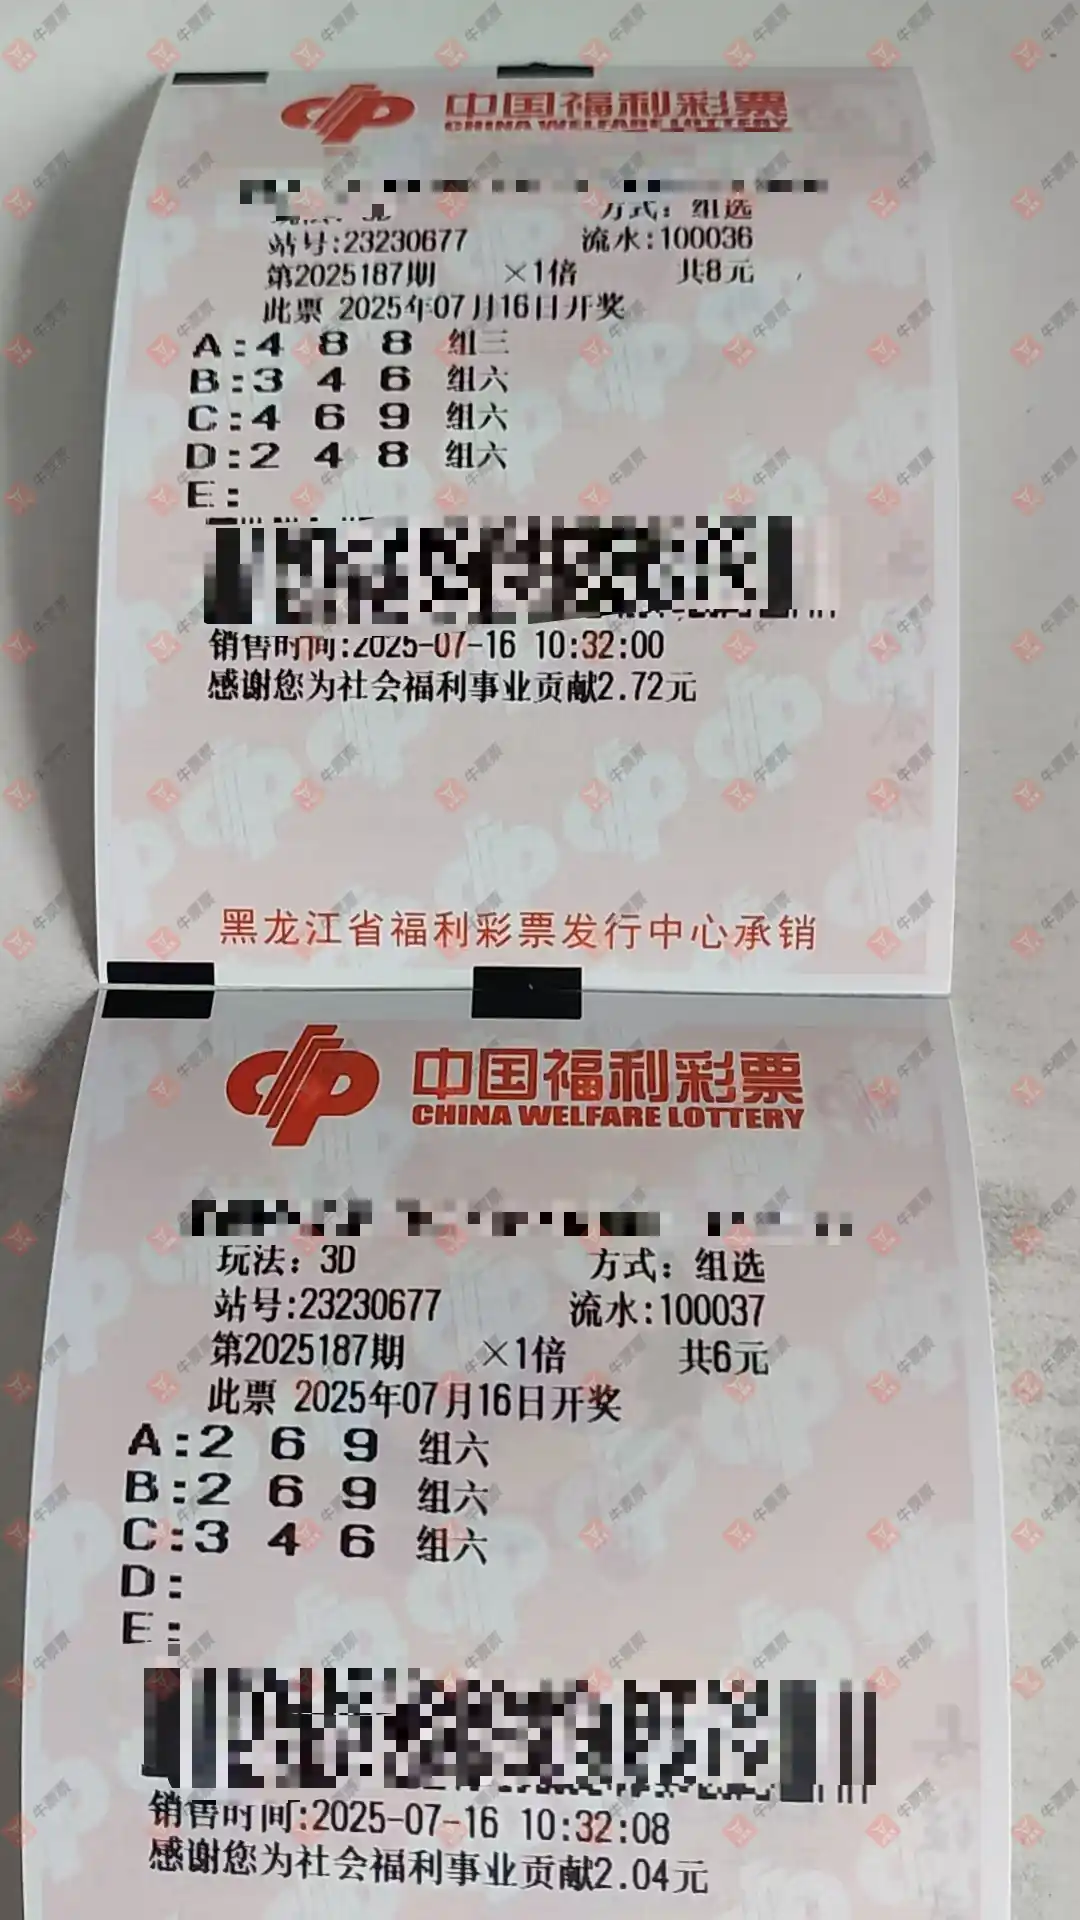 中国福利彩票
CHINA WELFARE LOTTERY
方式：组选
站号:23230677 流水:100036
第2025187期 ×1倍 共8元
此票 2025年07月16日开奖
A:4 8 8 组三
B:3 4 6 组六
C:4 6 9 组六
D:2 4 8 组六
E:
销售时间:2025-07-16 10:32:00
感谢您为社会福利事业贡献2.72元
黑龙江省福利彩票发行中心承销
中国福利彩票
CHINA WELFARE LOTTERY
玩法：3D 方式：组选
站号:23230677 流水:100037
第2025187期 ×1倍 共6元
此票 2025年07月16日开奖
A:2 6 9 组六
B:2 6 9 组六
C:3 4 6 组六
D:
E:
销售时间:2025-07-16 10:32:08
感谢您为社会福利事业贡献2.04元
牛票票